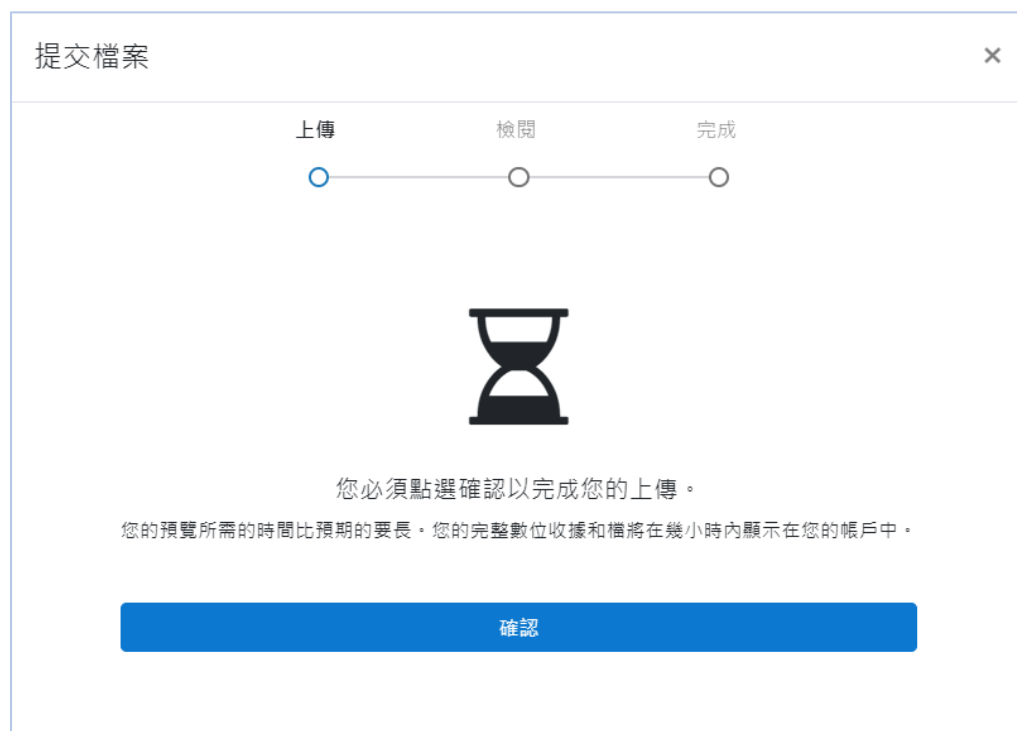 提交檔案
上傳 檢閱 完成
您必須點選確認以完成您的上傳。
您的預覽所需的時間比預期的要長。您的完整數位收據和檔將在幾小時內顯示在您的帳戶中。
確認